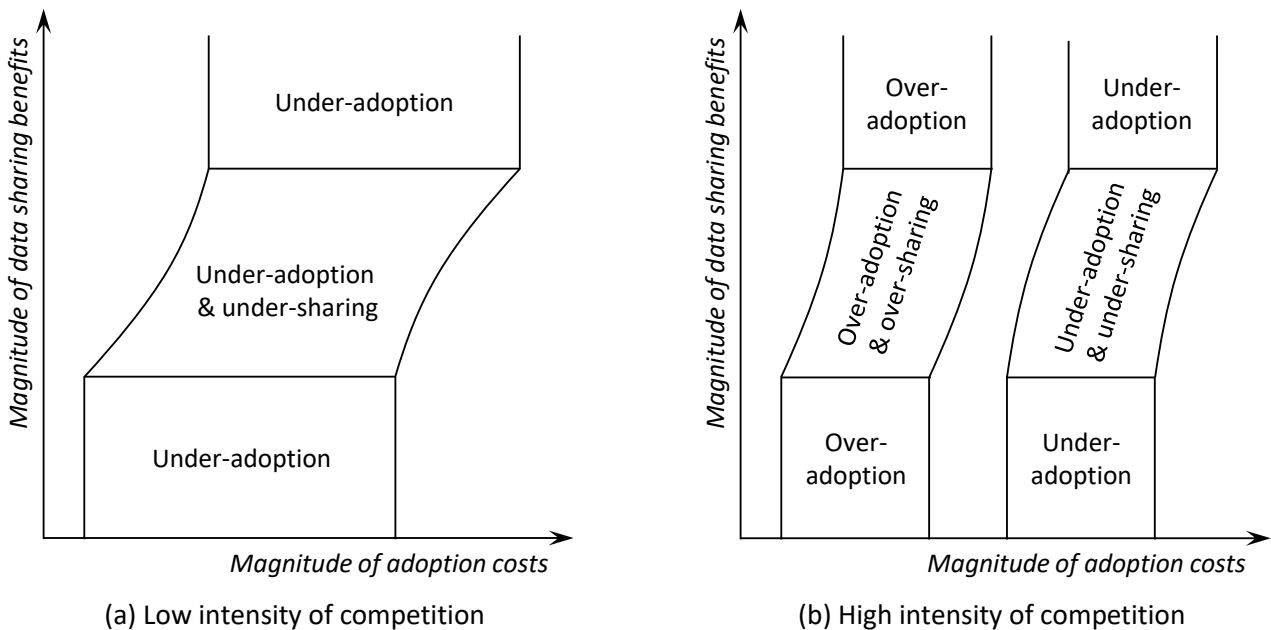 Magnitude of data sharing benefits
Under-adoption
Under-adoption
& under-sharing
Under-adoption
Magnitude of adoption costs
(a) Low intensity of competition
Magnitude of data sharing benefits
Over-
adoption
Under-
adoption
Over-adoption
& over-sharing
Under-adoption
& under-sharing
Over-
adoption
Under-
adoption
Magnitude of adoption costs
(b) High intensity of competition